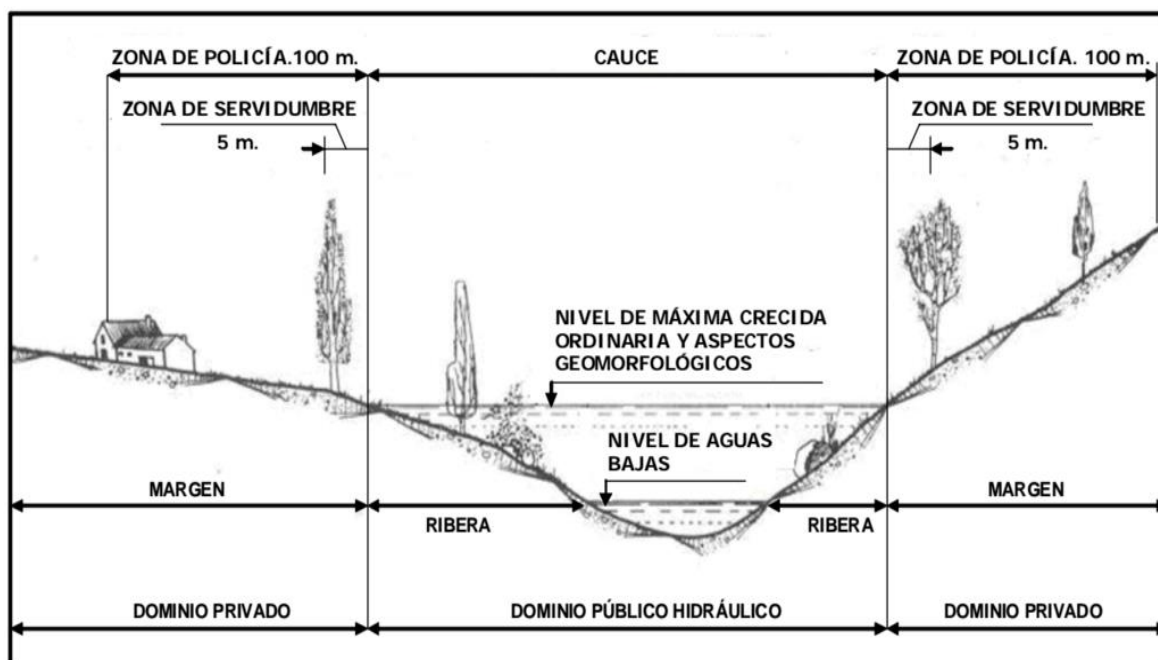 ZONA DE POLICÍA.100 m.
CAUCE
ZONA DE POLICÍA. 100 m.
ZONA DE SERVIDUMBRE
5 m.
ZONA DE SERVIDUMBRE
5 m.
NIVEL DE MÁXIMA CRECIDA
ORDINARIA Y ASPECTOS
GEOMORFOLÓGICOS
NIVEL DE AGUAS
BAJAS
MARGEN
RIBERA
RIBERA
MARGEN
DOMINIO PRIVADO
DOMINIO PÚBLICO HIDRÁULICO
DOMINIO PRIVADO